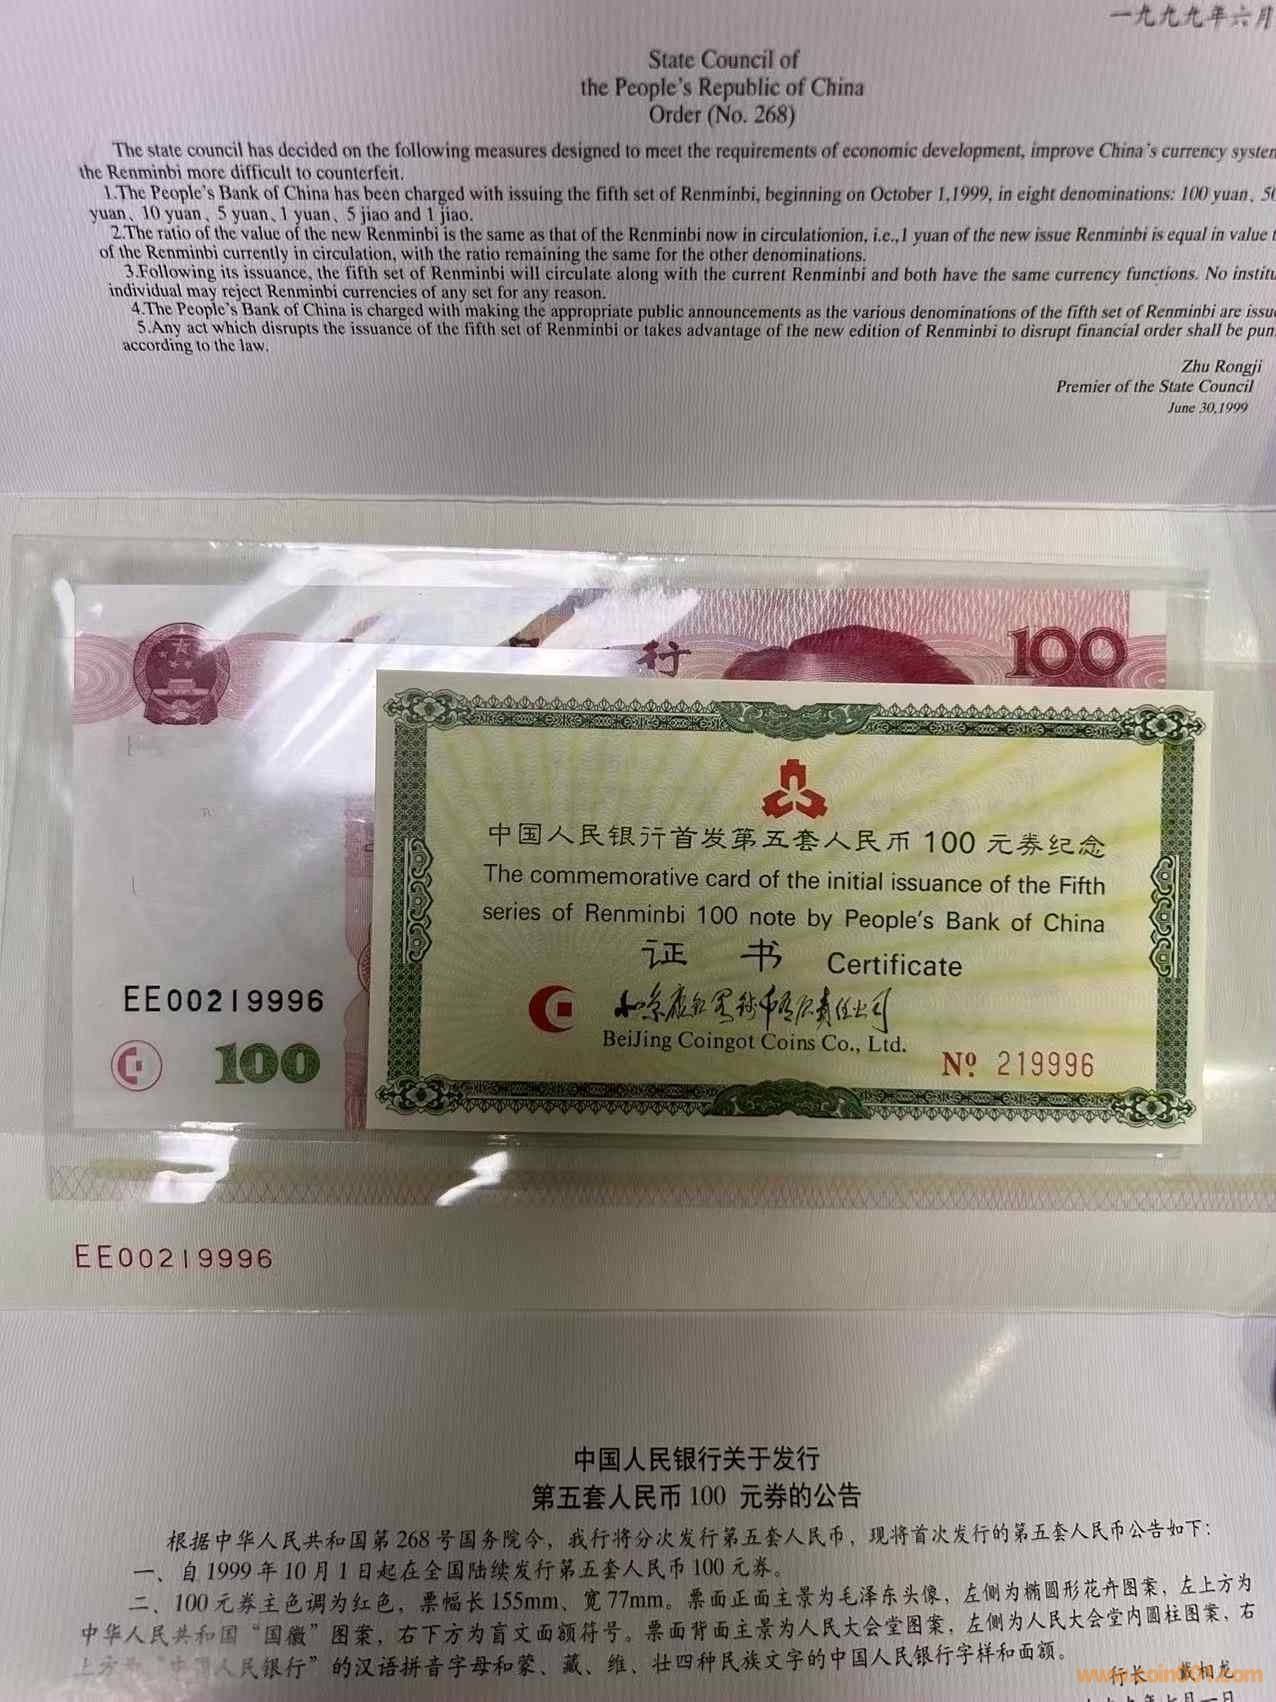 一九九九年六月
State Council of
the People's Republic of China
Order (No. 268)
The state council has decided on the following measures designed to meet the requirements of economic development, improve China's currency system
the Renminbi more difficult to counterfeit.
1.The People's Bank of China has been charged with issuing the fifth set of Renminbi, beginning on October 1,1999, in eight denominations: 100 yuan、50
yuan、10 yuan、5 yuan、1 yuan、5 jiao and 1 jiao.
2.The ratio of the value of the new Renminbi is the same as that of the Renminbi now in circulationion, i.e.,1 yuan of the new issue Renminbi is equal in value
of the Renminbi currently in circulation, with the ratio remaining the same for the other denominations.
3.Following its issuance, the fifth set of Renminbi will circulate along with the current Renminbi and both have the same currency functions. No
individual may reject Renminbi currencies of any set for any reason.
4.The People's Bank of China is charged with making the appropriate public announcements as the various denominations of the fifth set of Renminbi are
5.Any act which disrupts the issuance of the fifth set of Renminbi or takes advantage of the new edition of Renminbi to disrupt financial order shall be
according to the law.
Zhu Rongji
Premier of the State Council
June 30,1999
行 100
中国人民银行首发第五套人民币100元券纪念
The commemorative card of the initial issuance of the Fifth
series of Renminbi 100 note by People's Bank of China
证 书 Certificate
EE00219996
BeiJing Coingot Coins Co., Ltd.
100
Nº 219996
EE00219996
中国人民银行关于发行
第五套人民币100 元券的公告
根据中华人民共和国第268号国务院令，我行将分次发行第五套人民币，现将首次发行的第五套人民币公告如下：
一、自1999年10月1日起在全国陆续发行第五套人民币100元券。
二、100元券主色调为红色，票幅长155mm、宽77mm。票面正面主景为毛泽东头像，左侧为椭圆形花卉图案，左上方为
中华人民共和国“国徽”图案，右下方为盲文面额符号。票面背面主景为人民大会堂图案，左侧为人民大会堂内圆柱图案，右
上方为“中国人民银行”的汉语拼音字母和蒙、藏、维、壮四种民族文字的中国人民银行字样和面额。
行长 戴相龙
www.coin001.com